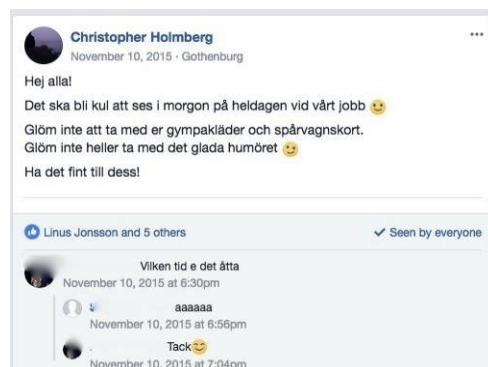 Christopher Holmberg
November 10, 2015 · Gothenburg
Hej alla!
Det ska bli kul att ses i morgon på heldagen vid vårt jobb 😉
Glöm inte att ta med er gympakläder och spårvagnskort.
Glöm inte heller ta med det glada humöret 😉
Ha det fint till dess!
Linus Jonsson and 5 others
Seen by everyone
Vilken tid e det åtta
November 10, 2015 at 6:30pm
aaaaaa
November 10, 2015 at 6:56pm
Tack😊
November 10, 2015 at 7:04pm